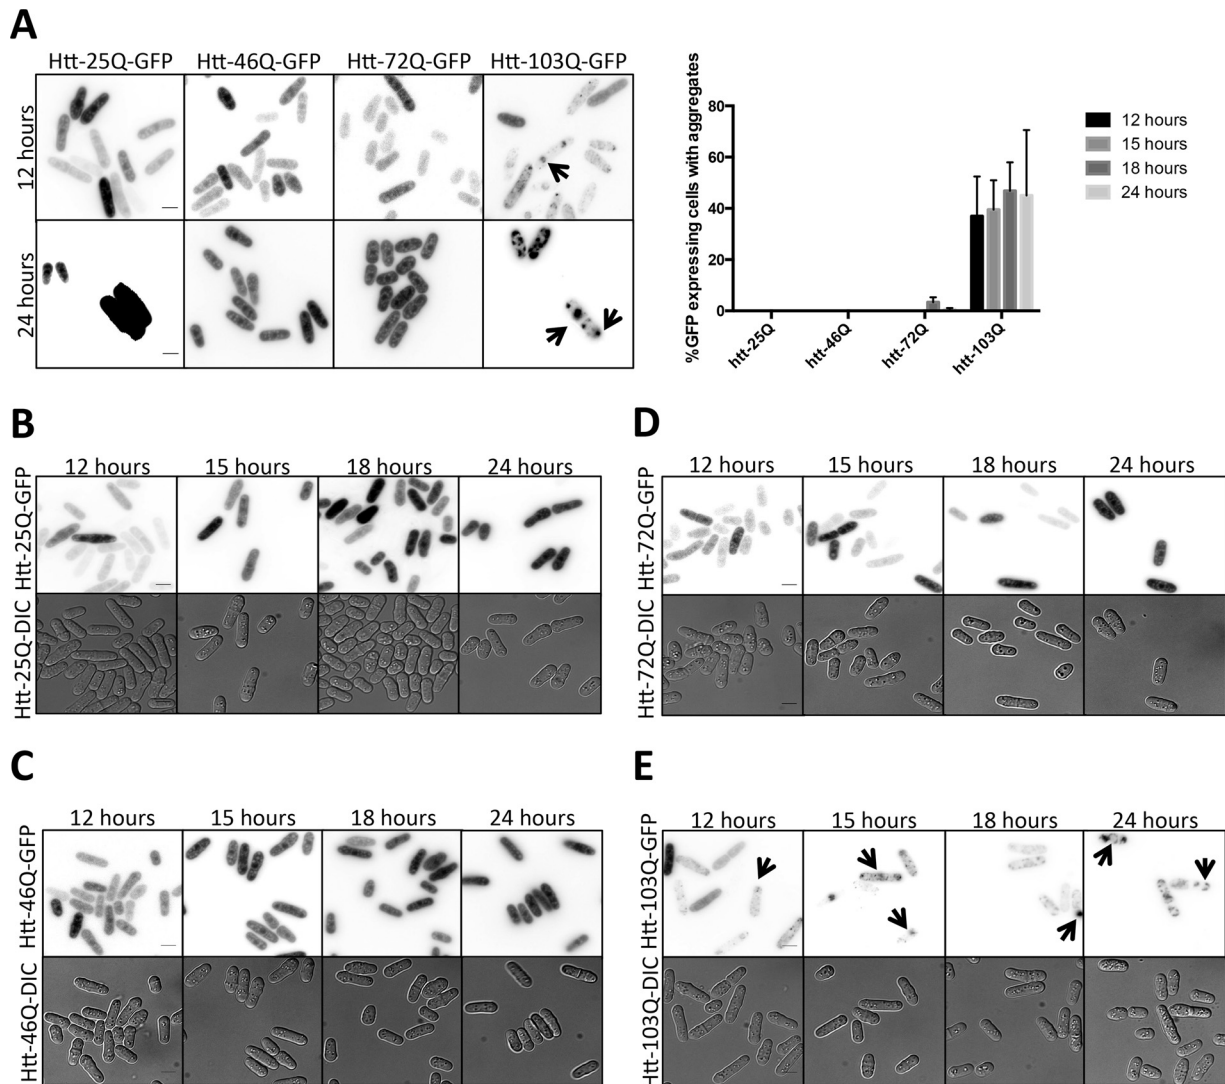 A
Htt-25Q-GFP Htt-46Q-GFP Htt-72Q-GFP Htt-103Q-GFP
12 hours
24 hours
%GFP expressing cells with aggregates
80
60
40
20
0
htt-25Q
htt-46Q
htt-72Q
htt-103Q
12 hours
15 hours
18 hours
24 hours
B
12 hours 15 hours 18 hours 24 hours
Htt-25Q-GFP
Htt-25Q-DIC
D
12 hours 15 hours 18 hours 24 hours
Htt-72Q-GFP
Htt-72Q-DIC
C
12 hours 15 hours 18 hours 24 hours
Htt-46Q-GFP
Htt-46Q-DIC
E
12 hours 15 hours 18 hours 24 hours
Htt-103Q-GFP
Htt-103Q-DIC